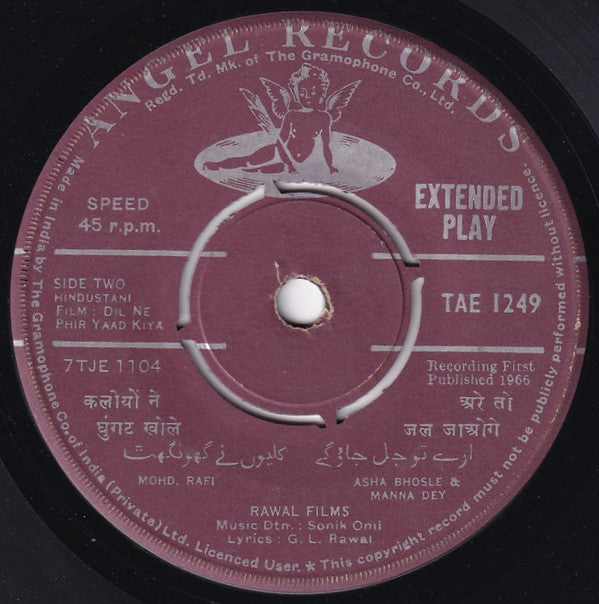 ANGEL RECORDS
Regd. Td. Mk. of The Gramophone Co., Ltd.
SPEED
45 r.p.m.
EXTENDED
PLAY
SIDE TWO
HINDUSTANI
FILM : DIL NE
PHIR YAAD KIYA
TAE 1249
7TJE 1104
Recording First
Published 1966
कलोयों ने
घुगट खोले
अरे तो
जल जाओगे
کلیوں نے گھونگھٹ
ارے تو جل جاؤ گے
MOHD. RAFI
ASHA BHOSLE &
MANNA DEY
RAWAL FILMS
Music Dtn. : Sonik Omi
Lyrics : G. L. Rawal
Made in India by The Gramophone Co. of India (Private) Ltd. Licenced User. * This copyright record must not be publicly performed without licence.